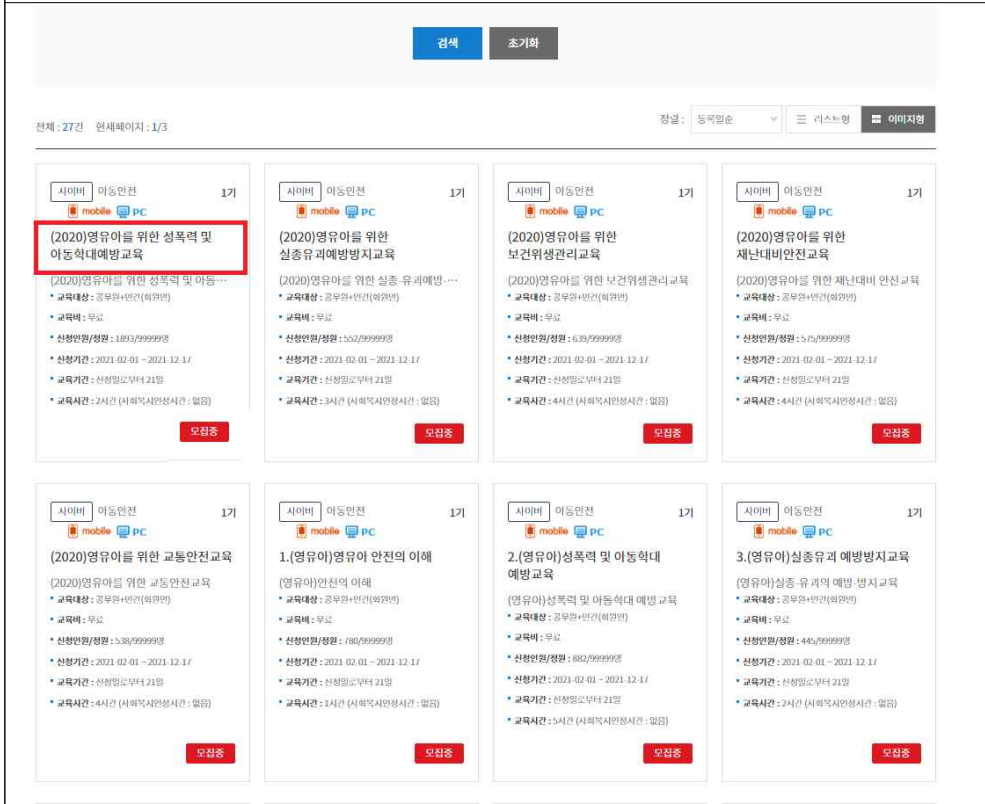 검색 초기화
전체 : 27건 현재페이지 : 1/3
정렬 : 등록일순 리스트형 이미지형
사이버 아동안전 1기
mobile PC
(2020)영유아를 위한 성폭력 및
아동학대예방교육
(2020)영유아를 위한 성폭력 및 아동…
교육대상 : 공무원+민간(회원만)
교육비 : 무료
신청인원/정원 : 1893/99999명
신청기간 : 2021-02-01 ~ 2021-12-17
교육기간 : 신청일로부터 21일
교육시간 : 2시간 (사회복지인정시간 : 없음)
모집중
사이버 아동안전 1기
mobile PC
(2020)영유아를 위한
실종유괴예방방지교육
(2020)영유아를 위한 실종·유괴예방·…
교육대상 : 공무원+민간(회원만)
교육비 : 무료
신청인원/정원 : 552/99999명
신청기간 : 2021-02-01 ~ 2021-12-17
교육기간 : 신청일로부터 21일
교육시간 : 3시간 (사회복지인정시간 : 없음)
모집중
사이버 아동안전 1기
mobile PC
(2020)영유아를 위한
보건위생관리교육
(2020)영유아를 위한 보건위생관리교육
교육대상 : 공무원+민간(회원만)
교육비 : 무료
신청인원/정원 : 639/99999명
신청기간 : 2021-02-01 ~ 2021-12-17
교육기간 : 신청일로부터 21일
교육시간 : 4시간 (사회복지인정시간 : 없음)
모집중
사이버 아동안전 1기
mobile PC
(2020)영유아를 위한
재난대비안전교육
(2020)영유아를 위한 재난대비 안전교육
교육대상 : 공무원+민간(회원만)
교육비 : 무료
신청인원/정원 : 575/99999명
신청기간 : 2021-02-01 ~ 2021-12-17
교육기간 : 신청일로부터 21일
교육시간 : 4시간 (사회복지인정시간 : 없음)
모집중
사이버 아동안전 1기
mobile PC
(2020)영유아를 위한 교통안전교육
(2020)영유아를 위한 교통안전교육
교육대상 : 공무원+민간(회원만)
교육비 : 무료
신청인원/정원 : 538/99999명
신청기간 : 2021-02-01 ~ 2021-12-17
교육기간 : 신청일로부터 21일
교육시간 : 4시간 (사회복지인정시간 : 없음)
모집중
사이버 아동안전 1기
mobile PC
1.(영유아)영유아 안전의 이해
(영유아)안전의 이해
교육대상 : 공무원+민간(회원만)
교육비 : 무료
신청인원/정원 : 780/99999명
신청기간 : 2021-02-01 ~ 2021-12-17
교육기간 : 신청일로부터 21일
교육시간 : 1시간 (사회복지인정시간 : 없음)
모집중
사이버 아동안전 1기
mobile PC
2.(영유아)성폭력 및 아동학대
예방교육
(영유아)성폭력 및 아동학대 예방교육
교육대상 : 공무원+민간(회원만)
교육비 : 무료
신청인원/정원 : 882/99999명
신청기간 : 2021-02-01 ~ 2021-12-17
교육기간 : 신청일로부터 21일
교육시간 : 5시간 (사회복지인정시간 : 없음)
모집중
사이버 아동안전 1기
mobile PC
3.(영유아)실종유괴 예방방지교육
(영유아)실종·유괴의 예방·방지교육
교육대상 : 공무원+민간(회원만)
교육비 : 무료
신청인원/정원 : 445/99999명
신청기간 : 2021-02-01 ~ 2021-12-17
교육기간 : 신청일로부터 21일
교육시간 : 2시간 (사회복지인정시간 : 없음)
모집중